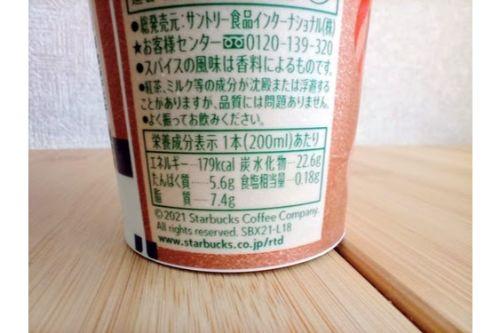 ●総発売元:サントリー食品インターナショナル(株)
★お客様センター 0120-139-320
●スパイスの風味は香料によるものです。
●紅茶、ミルク等の成分が沈殿または浮遊する
ことがありますが、品質には問題ありません。
●よく振ってお飲みください。
栄養成分表示 1本(200ml)あたり
エネルギー―179kcal 炭水化物―22.6g
たんぱく質―5.6g 食塩相当量―0.18g
脂 質―7.4g
©2021 Starbucks Coffee Company.
All rights reserved. SBX21-L18
www.starbucks.co.jp/rtd